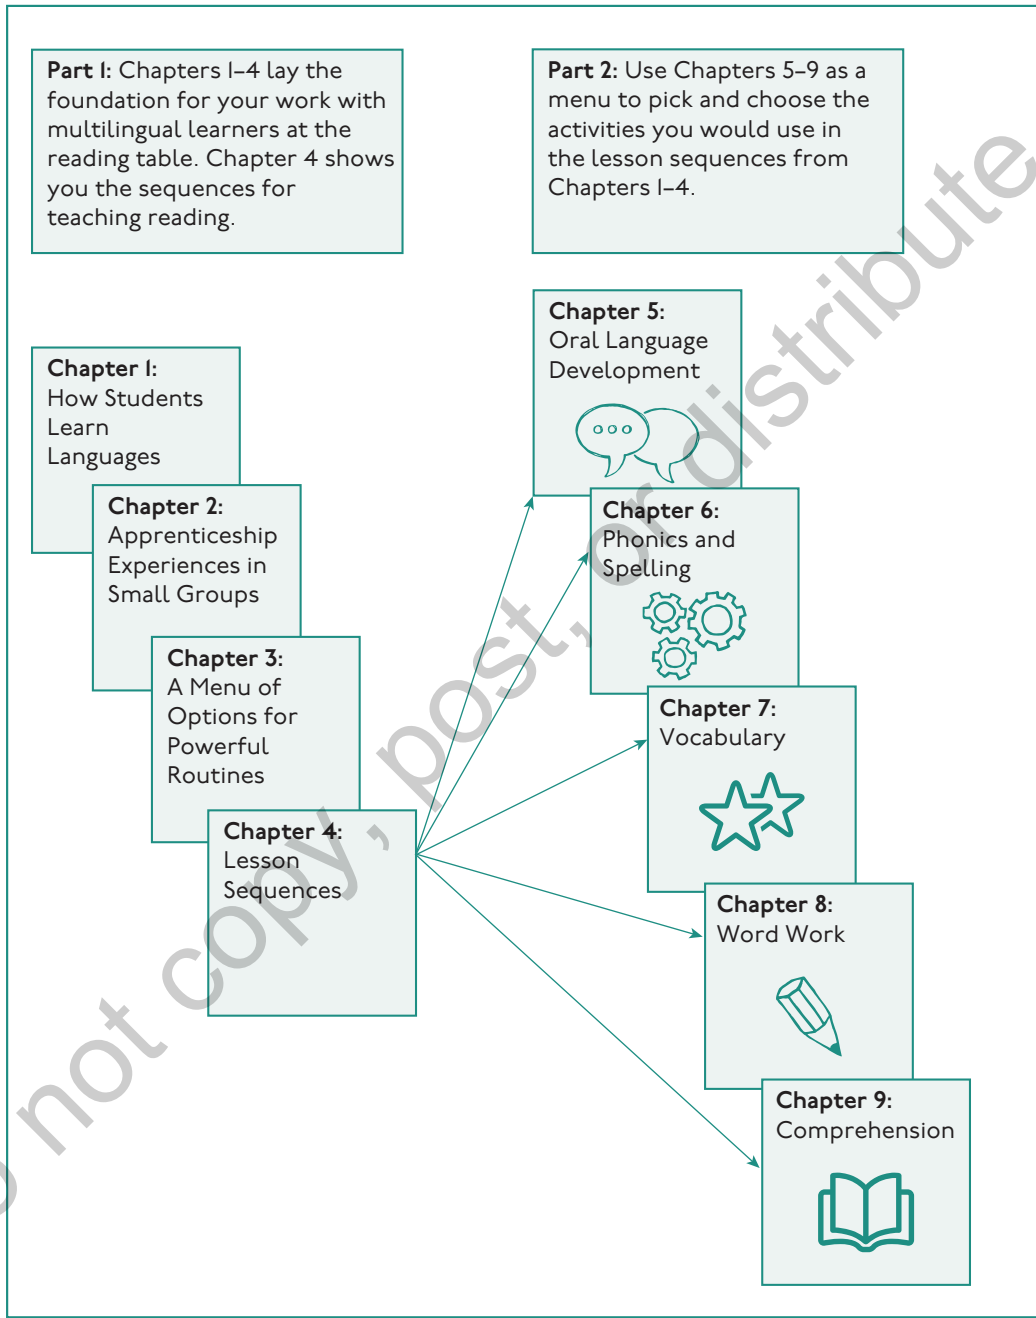 Part 1: Chapters 1–4 lay the
foundation for your work with
multilingual learners at the
reading table. Chapter 4 shows
you the sequences for
teaching reading.
Part 2: Use Chapters 5–9 as a
menu to pick and choose the
activities you would use in
the lesson sequences from
Chapters 1–4.
Chapter 1:
How Students
Learn
Languages
Chapter 2:
Apprenticeship
Experiences in
Small Groups
Chapter 3:
A Menu of
Options for
Powerful
Routines
Chapter 4:
Lesson
Sequences
Chapter 5:
Oral Language
Development
Chapter 6:
Phonics and
Spelling
Chapter 7:
Vocabulary
Chapter 8:
Word Work
Chapter 9:
Comprehension
not copy, post, or distribute